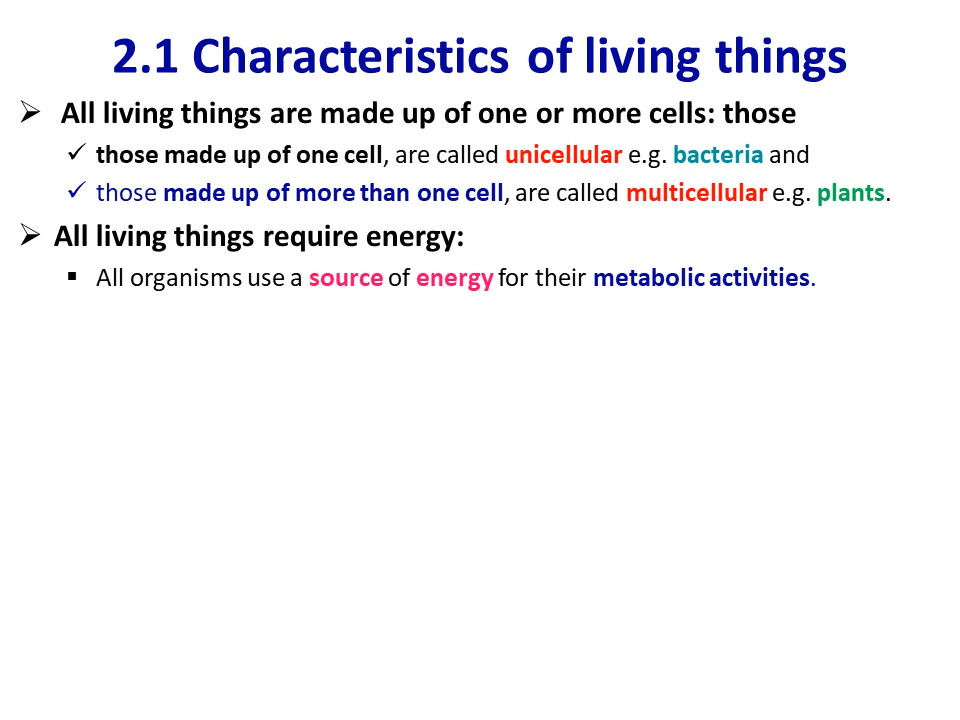 2.1 Characteristics of living things
➢ All living things are made up of one or more cells: those
✓ those made up of one cell, are called unicellular e.g. bacteria and
✓ those made up of more than one cell, are called multicellular e.g. plants.
➢ All living things require energy:
▪ All organisms use a source of energy for their metabolic activities.